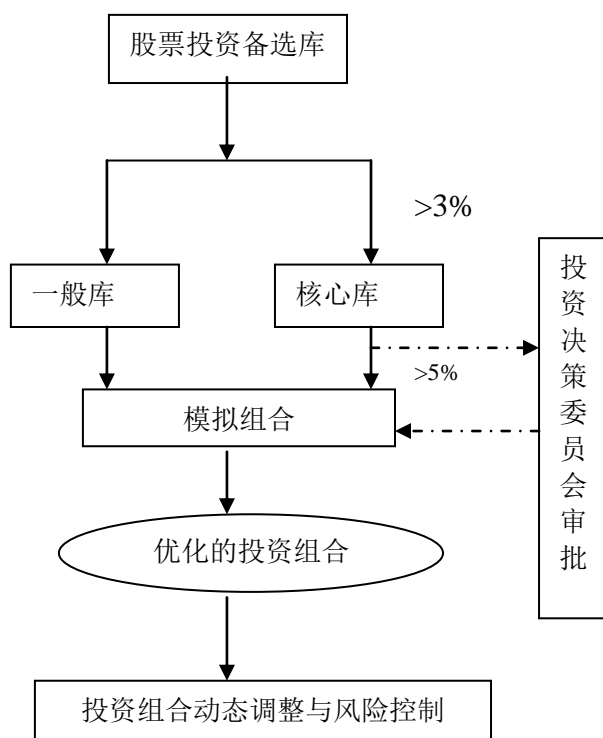 股票投资备选库
>3%
一般库
核心库
>5%
模拟组合
投资决策委员会审批
优化的投资组合
投资组合动态调整与风险控制